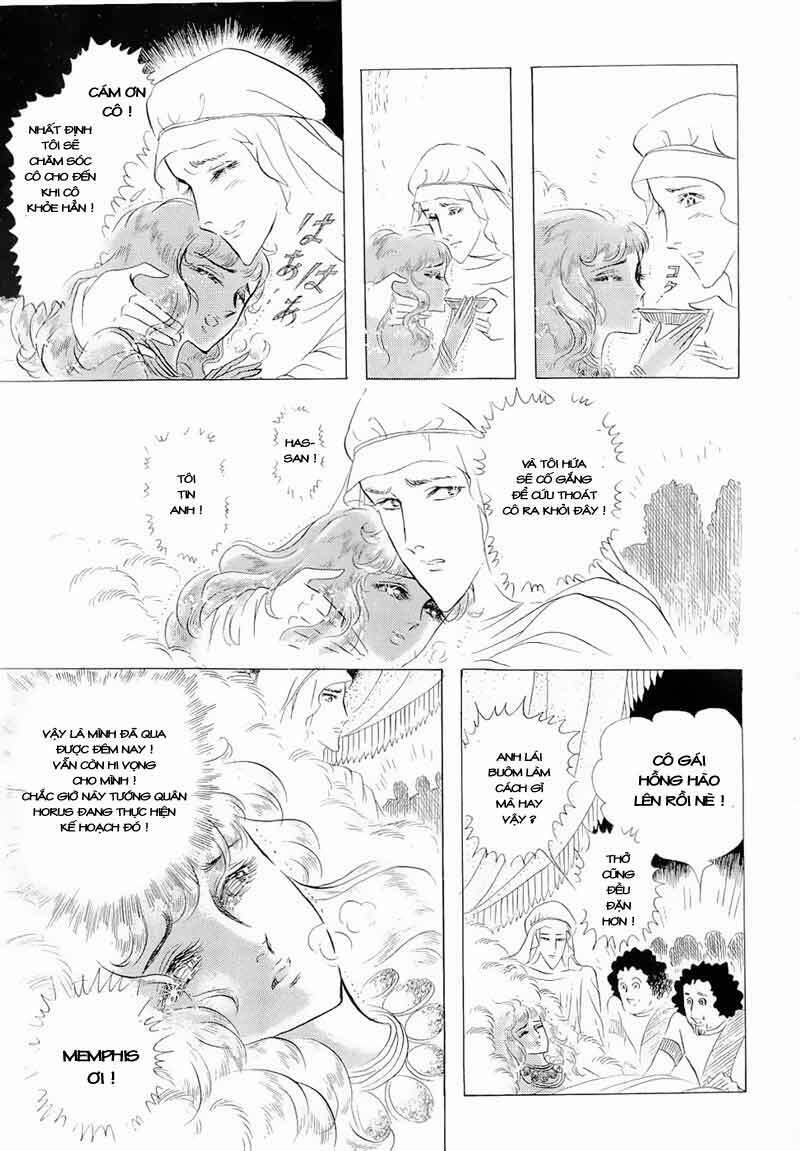 CÁM ƠN
CÔ !
NHẤT ĐỊNH
TÔI SẼ
CHĂM SÓC
CÔ CHO ĐẾN
KHI CÔ
KHỎE HẲN !
はあはあ
コク
HAS-
SAN !
TÔI
TIN
ANH !
VÀ TÔI HỨA
SẼ CỐ GẮNG
ĐỂ CỨU THOÁT
CÔ RA KHỎI ĐÂY !
VẬY LÀ MÌNH ĐÃ QUA
ĐƯỢC ĐÊM NAY !
VẪN CÒN HI VỌNG
CHO MÌNH !
CHẮC GIỜ NÀY TƯỚNG QUÂN
HORUS ĐANG THỰC HIỆN
KẾ HOẠCH ĐÓ !
MEMPHIS
ƠI !
ANH LÁI
BUÔM LÀM
CÁCH GÌ
MÀ HAY
VẬY ?
CÔ GÁI
HỒNG HÀO
LÊN RỒI NÈ !
THỞ
CŨNG
ĐỀU
ĐẶN
HƠN !